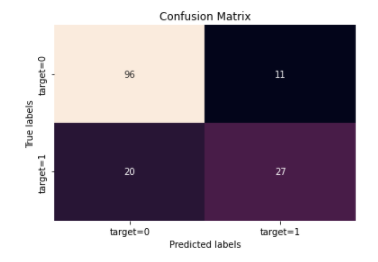 Confusion Matrix
True labels
target=0
96
11
target=1
20
27
target=0
target=1
Predicted labels